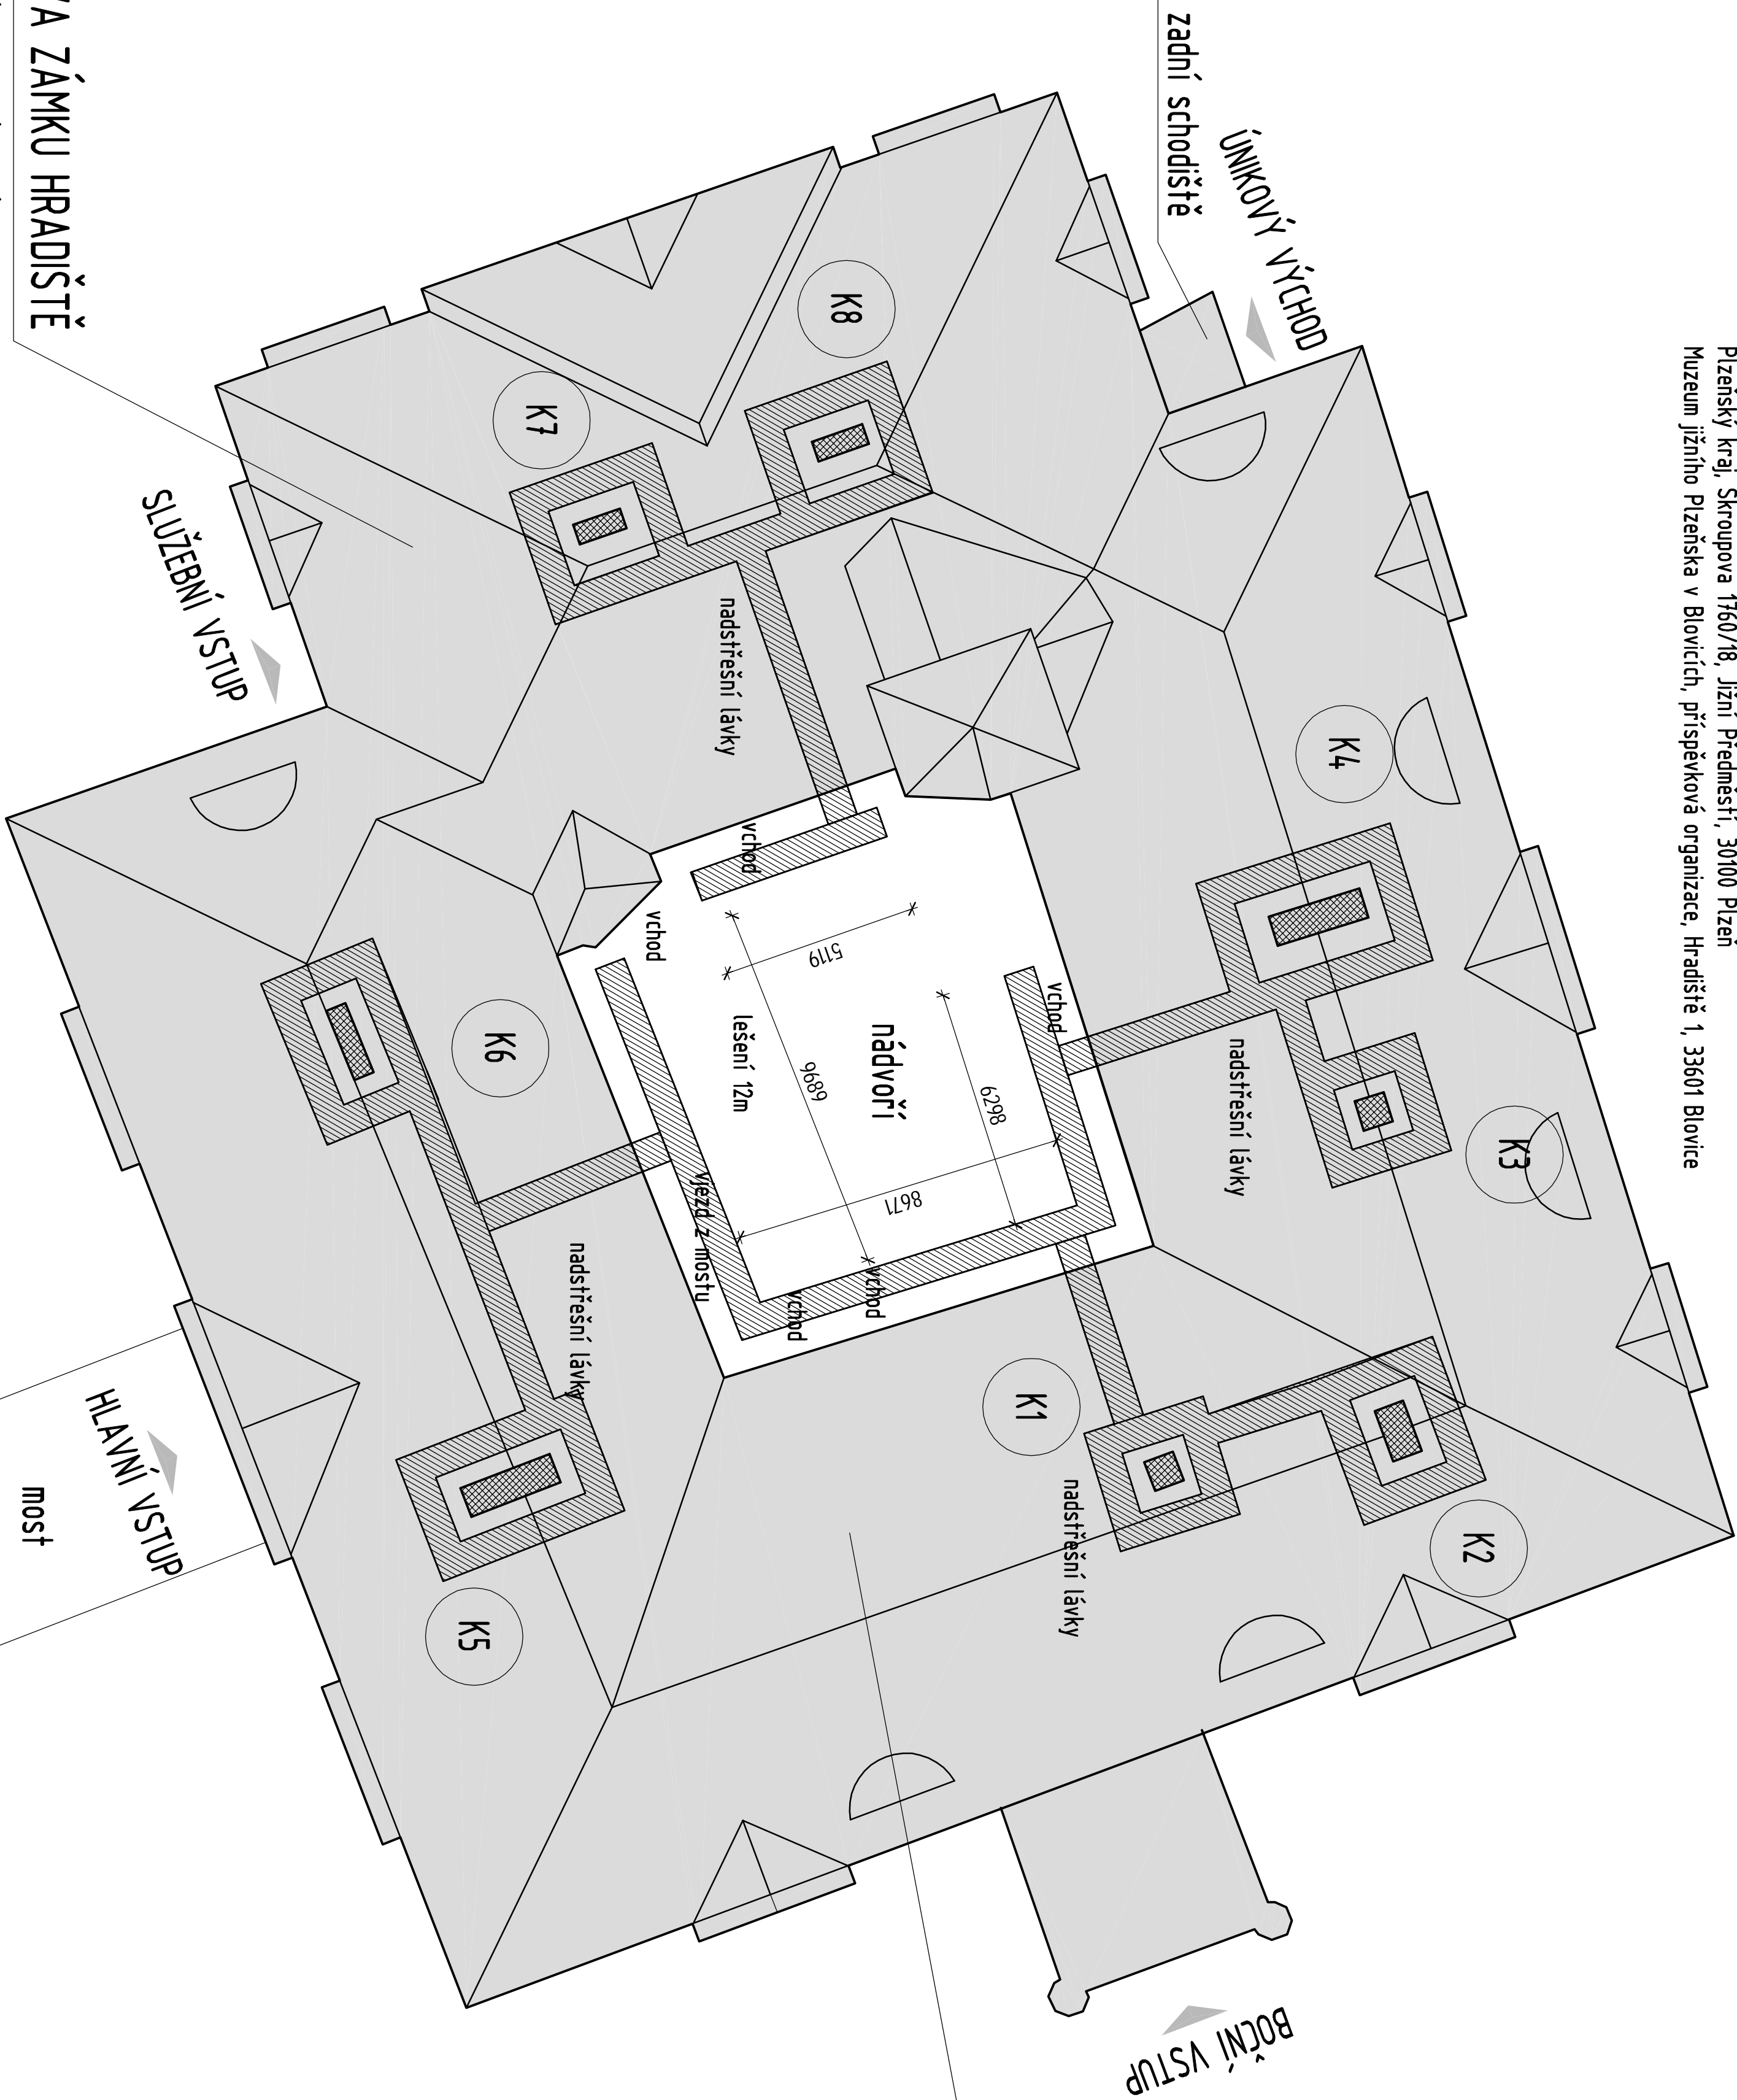 Plzeňský kraj, Škroupova 1760/18, Jižní Předměstí, 30100 Plzeň
Muzeum jižního Plzeňska v Blovicích, příspěvková organizace, Hradiště 1, 33601 Blovice
ÚNIKOVÝ VÝCHOD
zadní schodiště
K4
K3
K2
nadstřešní lávky
vchod
nadstřešní lávky
K1
BOČNÍ VSTUP
K8
nádvoří
6298
8671
5119
9689
vchod
vchod
vchod
lešení 12m
nadstřešní lávky
vjezd z mostu
vchod
K7
K6
nadstřešní lávky
K5
SLUŽEBNÍ VSTUP
HLAVNÍ VSTUP
ZÁMKU HRADIŠTĚ
most